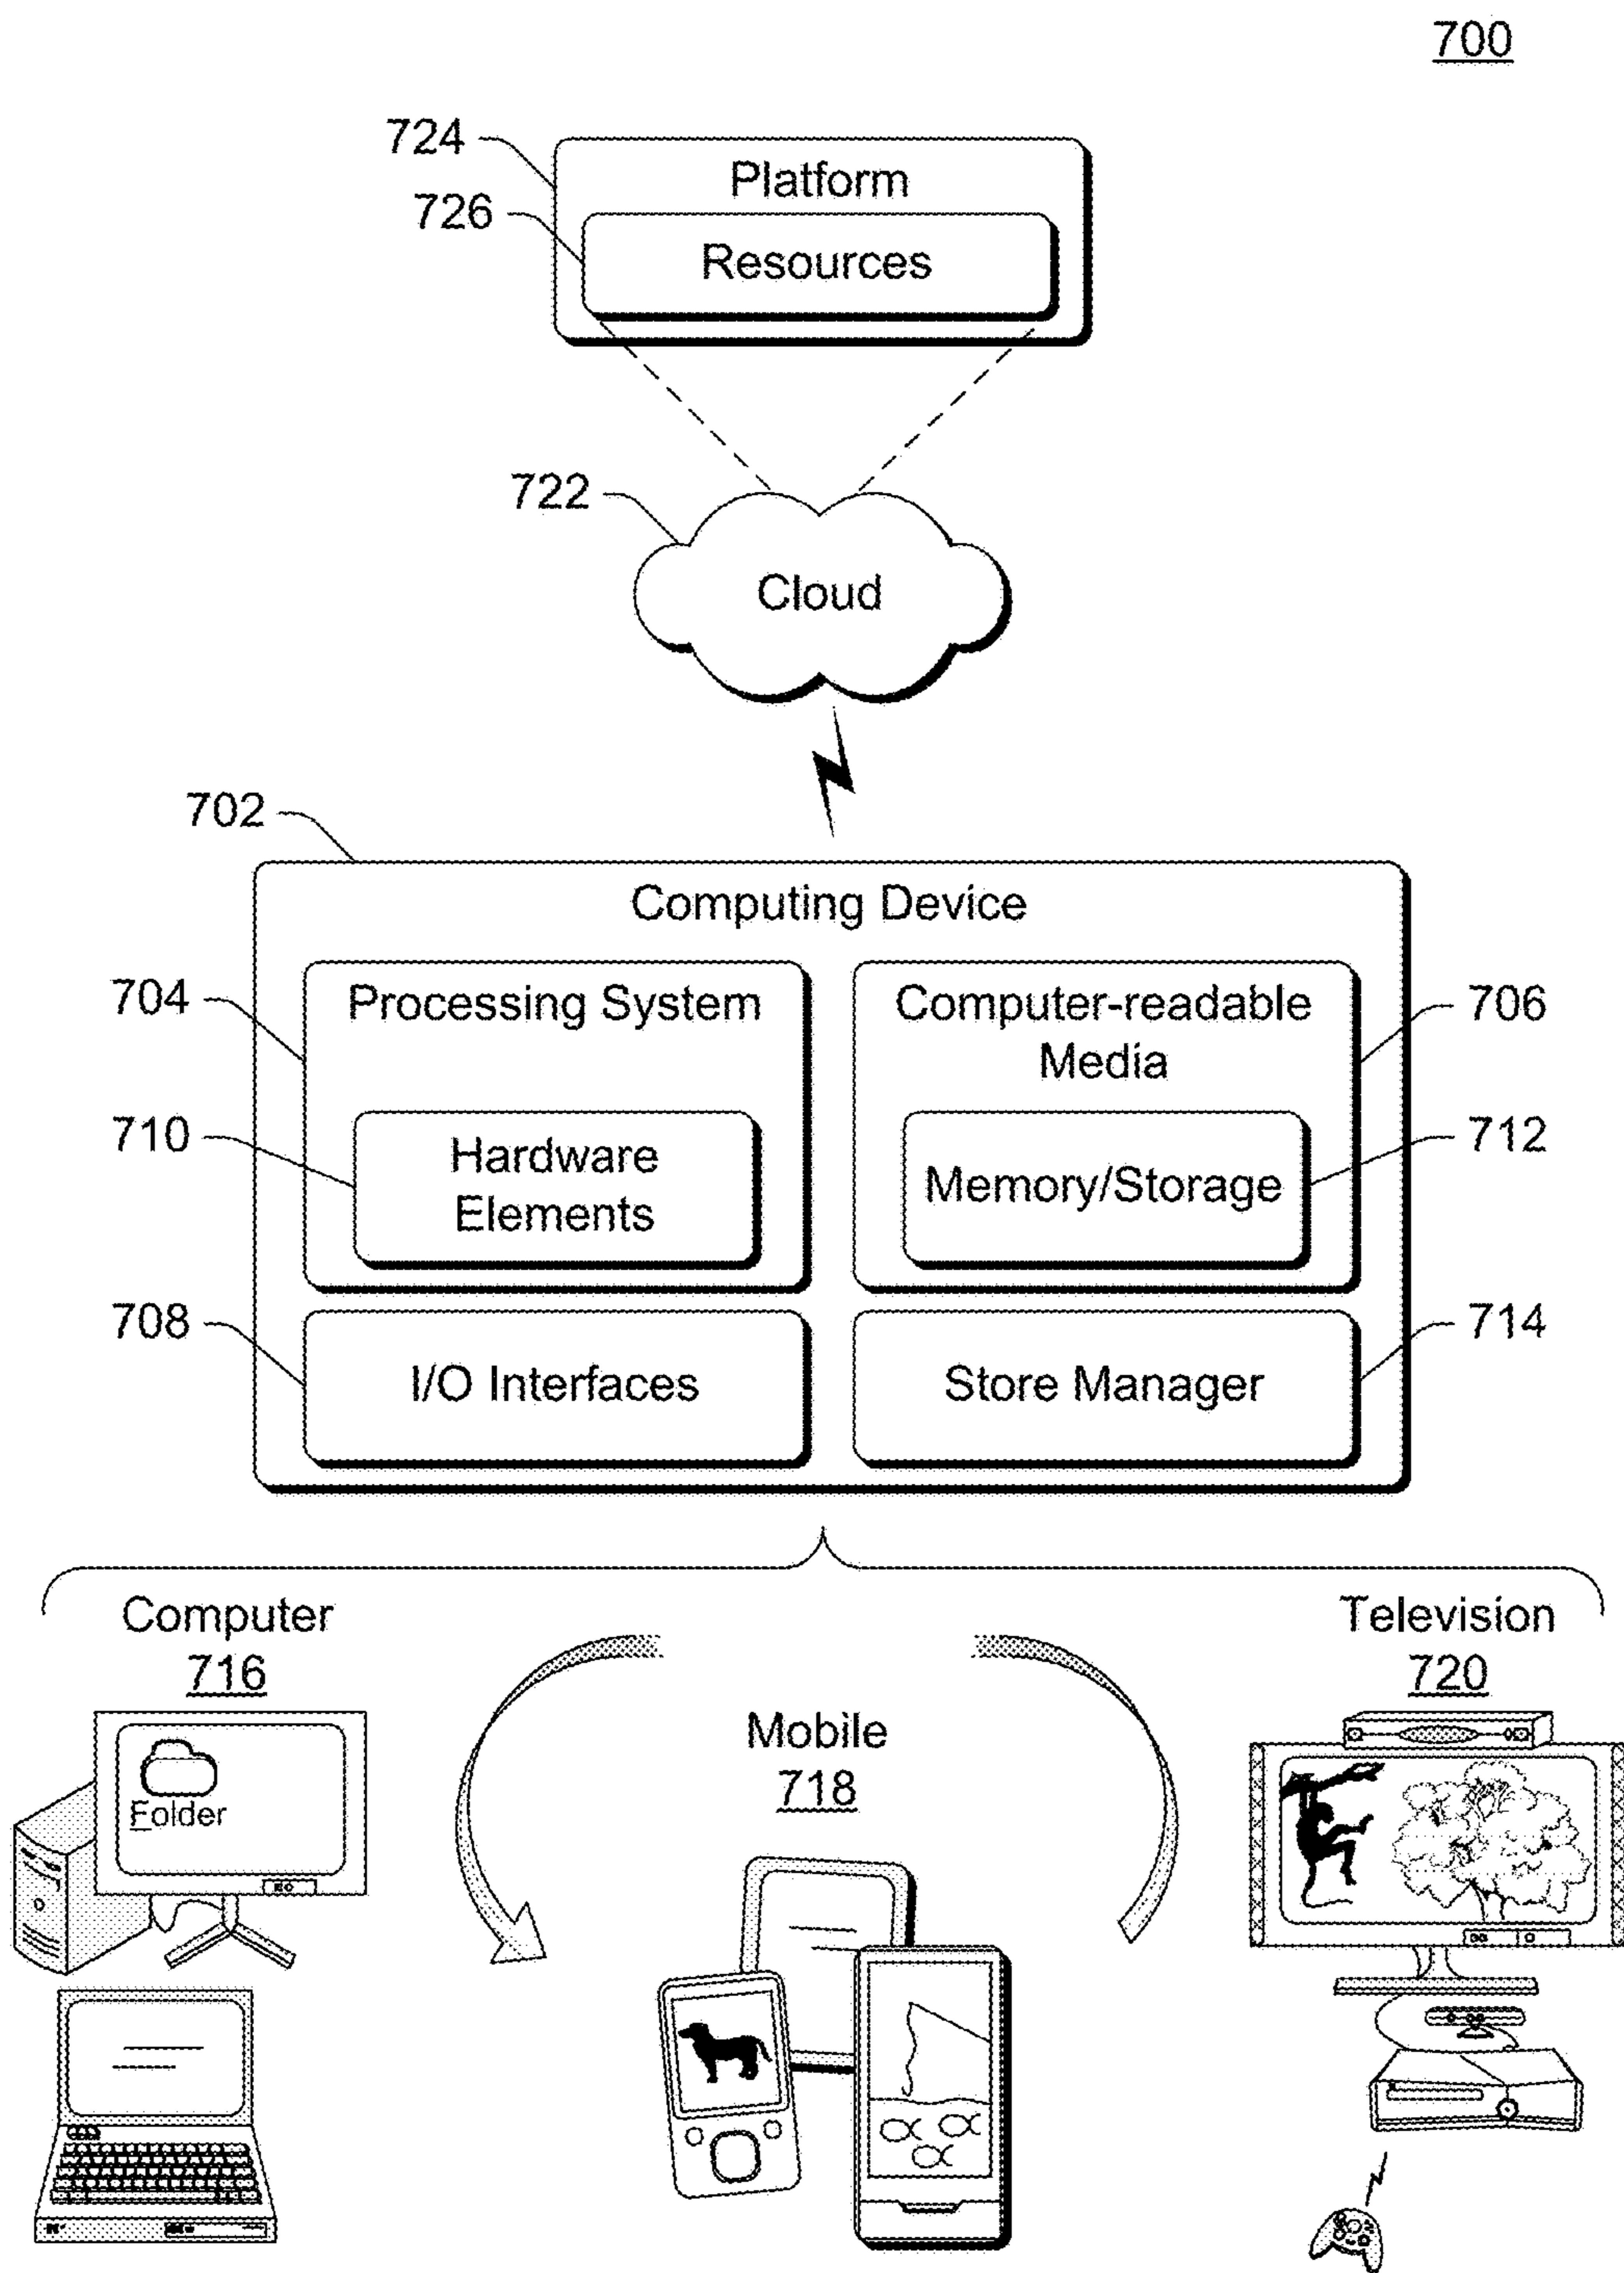 700
724
Platform
726
Resources
722
Cloud
702
Computing Device
704
Processing System
Computer-readable
Media
706
710
Hardware
Elements
Memory/Storage
712
708
I/O Interfaces
Store Manager
714
Computer
716
Folder
Mobile
718
Television
720